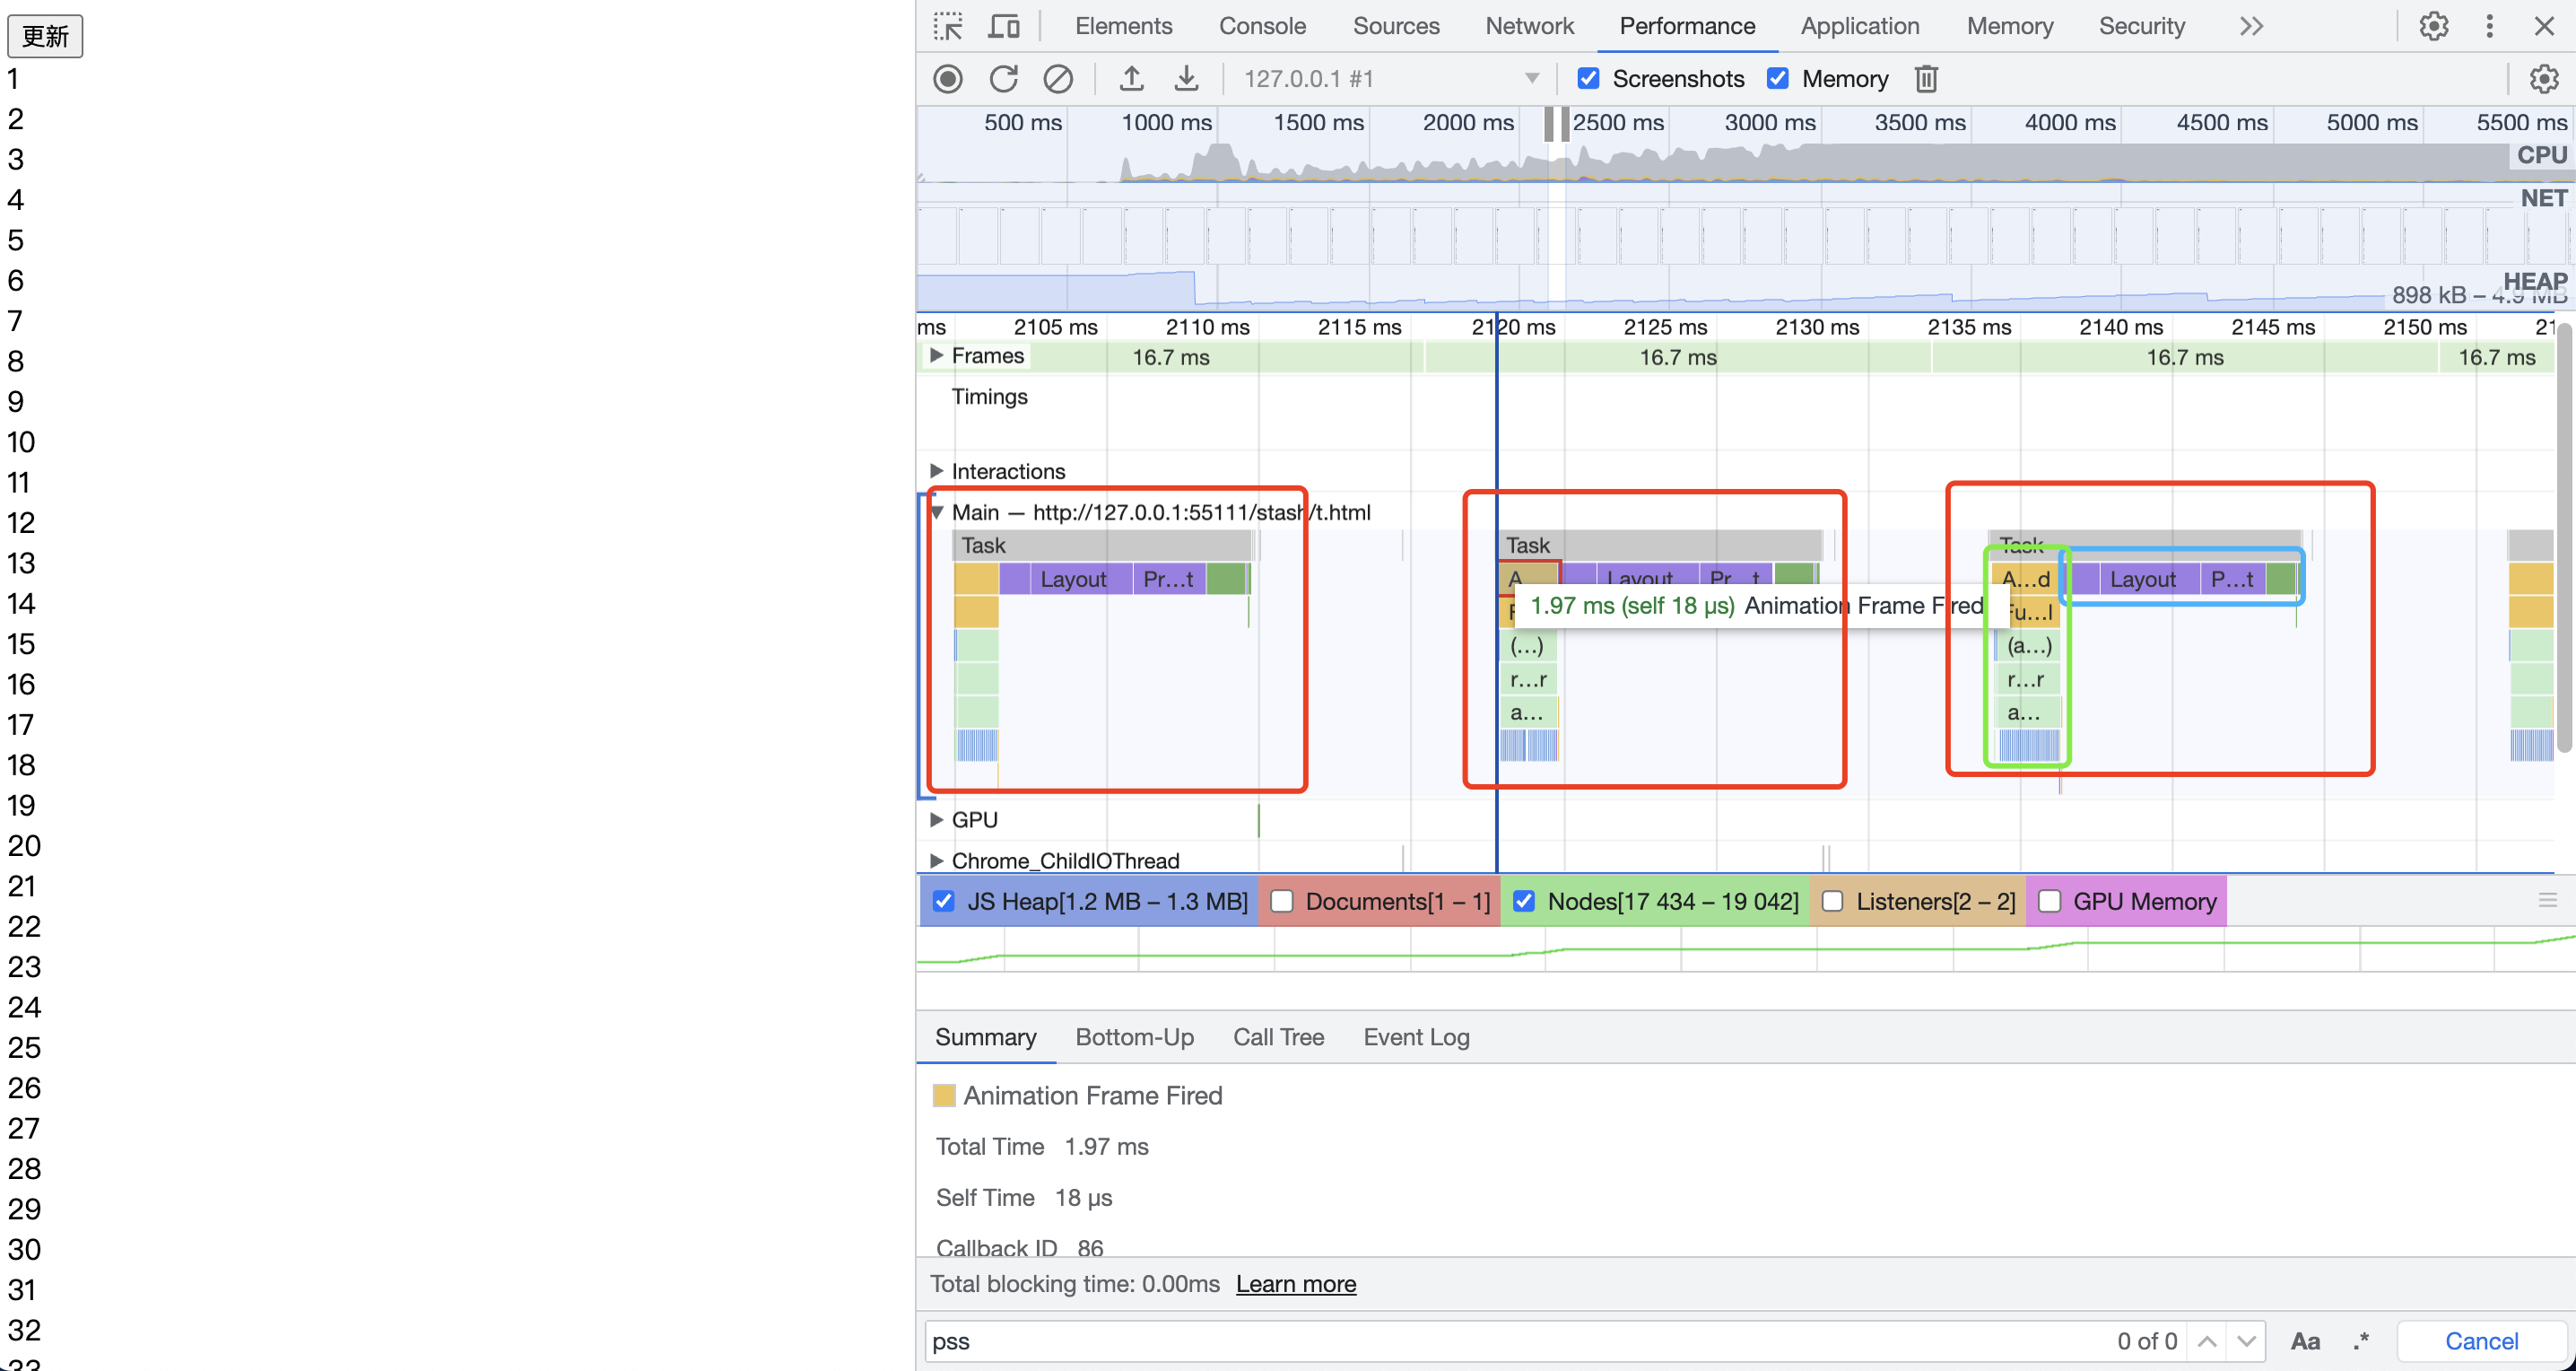 更新
1
2
3
4
5
6
7
8
9
10
11
12
13
14
15
16
17
18
19
20
21
22
23
24
25
26
27
28
29
30
31
32
33
Elements Console Sources Network Performance Application Memory Security
127.0.0.1 #1 Screenshots Memory
500 ms 1000 ms 1500 ms 2000 ms 2500 ms 3000 ms 3500 ms 4000 ms 4500 ms 5000 ms 5500 ms
CPU
NET
HEAP
898 kB – 4.9 MB
ms 2105 ms 2110 ms 2115 ms 2120 ms 2125 ms 2130 ms 2135 ms 2140 ms 2145 ms 2150 ms 21
Frames 16.7 ms 16.7 ms 16.7 ms 16.7 ms
Timings
Interactions
Main — http://127.0.0.1:55111/stash/t.html
Task Task Task
Layout Pr…t A Layout Pr…t A…d Layout P…t
1.97 ms (self 18 μs) Animation Frame Fired
F Fu…l
(…) (a…)
r…r r…r
a… a…
GPU
Chrome_ChildIOThread
JS Heap[1.2 MB – 1.3 MB] Documents[1 – 1] Nodes[17 434 – 19 042] Listeners[2 – 2] GPU Memory
Summary Bottom-Up Call Tree Event Log
Animation Frame Fired
Total Time 1.97 ms
Self Time 18 μs
Callback ID 86
Total blocking time: 0.00ms Learn more
pss 0 of 0 Aa .* Cancel